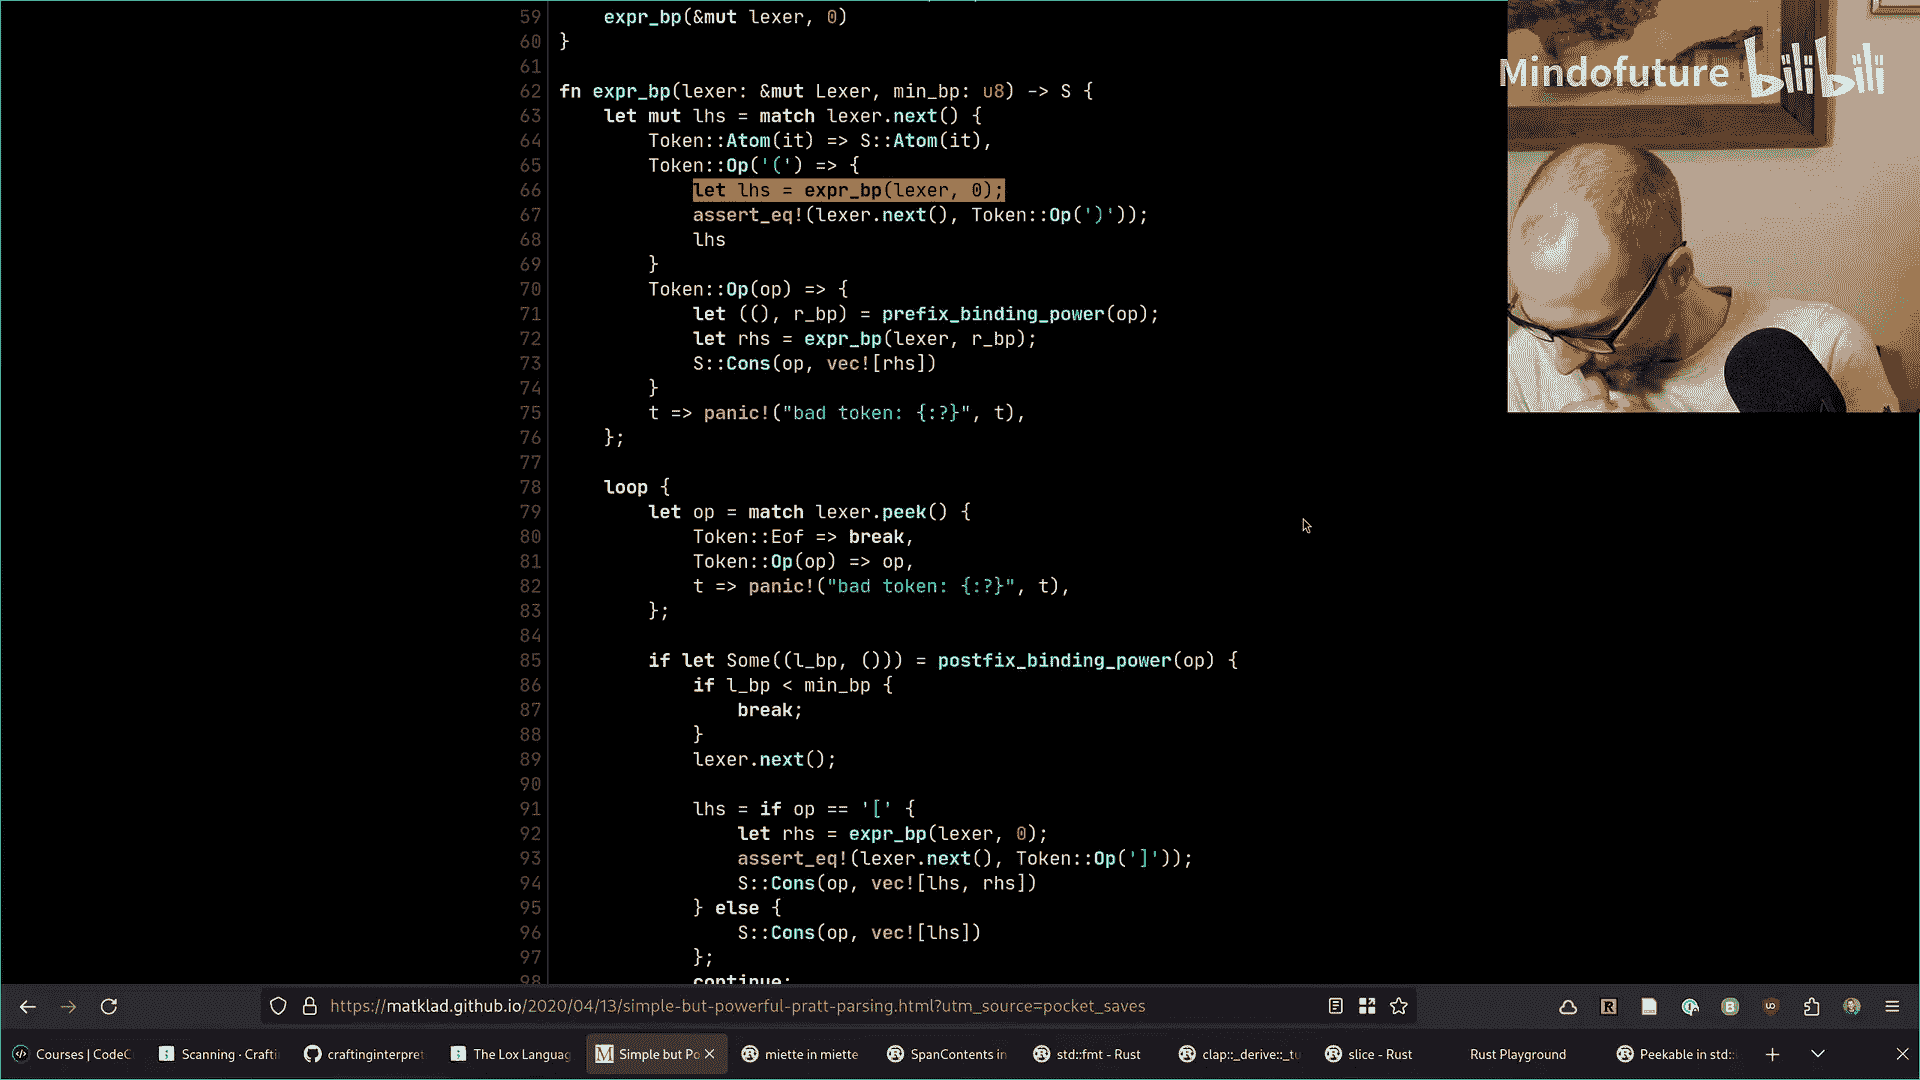 59 expr_bp(&mut lexer, 0)
60 }
61
62 fn expr_bp(lexer: &mut Lexer, min_bp: u8) -> S {
63 let mut lhs = match lexer.next() {
64 Token::Atom(it) => S::Atom(it),
65 Token::Op('(') => {
66 let lhs = expr_bp(lexer, 0);
67 assert_eq!(lexer.next(), Token::Op(')'));
68 lhs
69 }
70 Token::Op(op) => {
71 let ((), r_bp) = prefix_binding_power(op);
72 let rhs = expr_bp(lexer, r_bp);
73 S::Cons(op, vec![rhs])
74 }
75 t => panic!("bad token: {:?}", t),
76 };
77
78 loop {
79 let op = match lexer.peek() {
80 Token::Eof => break,
81 Token::Op(op) => op,
82 t => panic!("bad token: {:?}", t),
83 };
84
85 if let Some((l_bp, ())) = postfix_binding_power(op) {
86 if l_bp < min_bp {
87 break;
88 }
89 lexer.next();
90
91 lhs = if op == '[' {
92 let rhs = expr_bp(lexer, 0);
93 assert_eq!(lexer.next(), Token::Op(']'));
94 S::Cons(op, vec![lhs, rhs])
95 } else {
96 S::Cons(op, vec![lhs])
97 };
98 continue;
Mindofuture bilibili
https://matklad.github.io/2020/04/13/simple-but-powerful-pratt-parsing.html?utm_source=pocket_saves
Courses | CodeC
Scanning · Crafti
craftinginterpret
The Lox Languag
Simple but Po
miette in miette
SpanContents in
std::fmt - Rust
clap::_derive::_tu
slice - Rust
Rust Playground
Peekable in std::